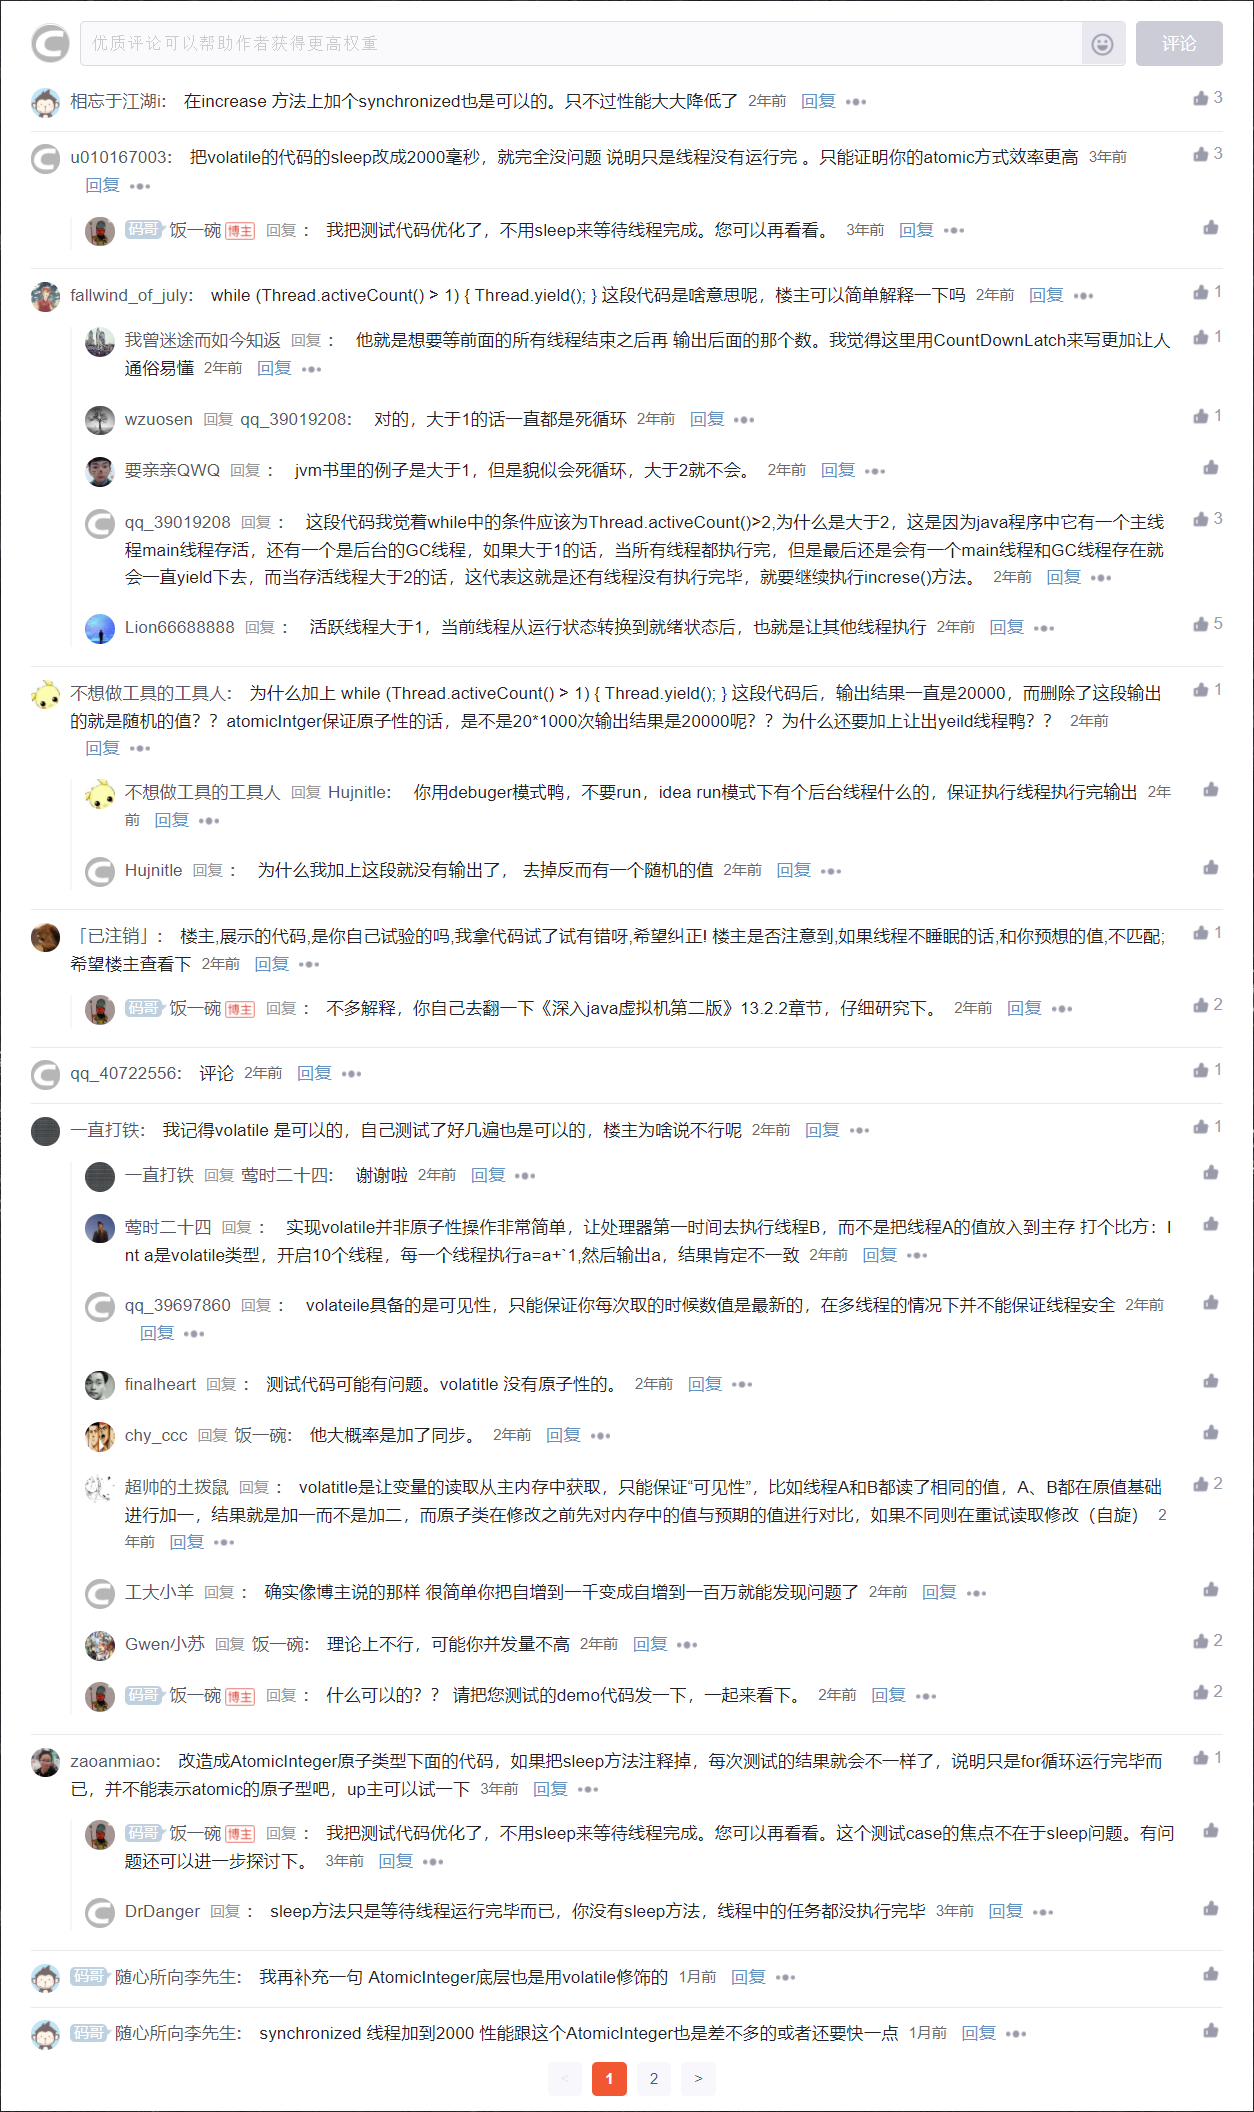 优质评论可以帮助作者获得更高权重
评论
相忘于江湖i： 在increase 方法上加个synchronized也是可以的。只不过性能大大降低了 2年前 回复 ••• 3
u010167003： 把volatile的代码的sleep改成2000毫秒，就完全没问题 说明只是线程没有运行完 。只能证明你的atomic方式效率更高 3年前 3
回复 •••
码哥 饭一碗 博主 回复： 我把测试代码优化了，不用sleep来等待线程完成。您可以再看看。 3年前 回复 •••
fallwind_of_july： while (Thread.activeCount() > 1) { Thread.yield(); } 这段代码是啥意思呢，楼主可以简单解释一下吗 2年前 回复 ••• 1
我曾迷途而如今知返 回复： 他就是想要等前面的所有线程结束之后再 输出后面的那个数。我觉得这里用CountDownLatch来写更加让人 1
通俗易懂 2年前 回复 •••
wzuosen 回复 qq_39019208： 对的，大于1的话一直都是死循环 2年前 回复 ••• 1
要亲亲QWQ 回复： jvm书里的例子是大于1，但是貌似会死循环，大于2就不会。 2年前 回复 •••
qq_39019208 回复： 这段代码我觉着while中的条件应该为Thread.activeCount()>2,为什么是大于2，这是因为java程序中它有一个主线 3
程main线程存活，还有一个是后台的GC线程，如果大于1的话，当所有线程都执行完，但是最后还是会有一个main线程和GC线程存在就
会一直yield下去，而当存活线程大于2的话，这代表这就是还有线程没有执行完毕，就要继续执行increse()方法。 2年前 回复 •••
Lion66688888 回复： 活跃线程大于1，当前线程从运行状态转换到就绪状态后，也就是让其他线程执行 2年前 回复 ••• 5
不想做工具的工具人： 为什么加上 while (Thread.activeCount() > 1) { Thread.yield(); } 这段代码后，输出结果一直是20000，而删除了这段输出 1
的就是随机的值？？ atomicIntger保证原子性的话，是不是20*1000次输出结果是20000呢？？ 为什么还要加上让出yeild线程鸭？？ 2年前
回复 •••
不想做工具的工具人 回复 Hujnitle： 你用debuger模式鸭，不要run，idea run模式下有个后台线程什么的，保证执行线程执行完输出 2年
前 回复 •••
Hujnitle 回复： 为什么我加上这段就没有输出了， 去掉反而有一个随机的值 2年前 回复 •••
「已注销」： 楼主,展示的代码,是你自己试验的吗,我拿代码试了试有错呀,希望纠正! 楼主是否注意到,如果线程不睡眠的话,和你预想的值,不匹配; 1
希望楼主查看下 2年前 回复 •••
码哥 饭一碗 博主 回复： 不多解释，你自己去翻一下《深入java虚拟机第二版》13.2.2章节，仔细研究下。 2年前 回复 ••• 2
qq_40722556： 评论 2年前 回复 ••• 1
一直打铁： 我记得volatile 是可以的，自己测试了好几遍也是可以的，楼主为啥说不行呢 2年前 回复 ••• 1
一直打铁 回复 莺时二十四： 谢谢啦 2年前 回复 •••
莺时二十四 回复： 实现volatile并非原子性操作非常简单，让处理器第一时间去执行线程B，而不是把线程A的值放入到主存 打个比方：I
nt a是volatile类型，开启10个线程，每一个线程执行a=a+`1,然后输出a，结果肯定不一致 2年前 回复 •••
qq_39697860 回复： volateile具备的是可见性，只能保证你每次取的时候数值是最新的，在多线程的情况下并不能保证线程安全 2年前
回复 •••
finalheart 回复： 测试代码可能有问题。volatitle 没有原子性的。 2年前 回复 •••
chy_ccc 回复 饭一碗： 他大概率是加了同步。 2年前 回复 •••
超帅的土拨鼠 回复： volatitle是让变量的读取从主内存中获取，只能保证“可见性”，比如线程A和B都读了相同的值，A、B都在原值基础 2
进行加一，结果就是加一而不是加二，而原子类在修改之前先对内存中的值与预期的值进行对比，如果不同则在重试读取修改（自旋） 2
年前 回复 •••
工大小羊 回复： 确实像博主说的那样 很简单你把自增到一千变成自增到一百万就能发现问题了 2年前 回复 •••
Gwen小苏 回复 饭一碗： 理论上不行，可能你并发量不高 2年前 回复 ••• 2
码哥 饭一碗 博主 回复： 什么可以的？？ 请把您测试的demo代码发一下，一起来看下。 2年前 回复 ••• 2
zaoanmiao： 改造成AtomicInteger原子类型下面的代码，如果把sleep方法注释掉，每次测试的结果就会不一样了，说明只是for循环运行完毕而 1
已，并不能表示atomic的原子型吧，up主可以试一下 3年前 回复 •••
码哥 饭一碗 博主 回复： 我把测试代码优化了，不用sleep来等待线程完成。您可以再看看。这个测试case的焦点不在于sleep问题。有问
题还可以进一步探讨下。 3年前 回复 •••
DrDanger 回复： sleep方法只是等待线程运行完毕而已，你没有sleep方法，线程中的任务都没执行完毕 3年前 回复 •••
码哥 随心所向李先生： 我再补充一句 AtomicInteger底层也是用volatile修饰的 1月前 回复 •••
码哥 随心所向李先生： synchronized 线程加到2000 性能跟这个AtomicInteger也是差不多的或者还要快一点 1月前 回复 •••
< 1 2 >